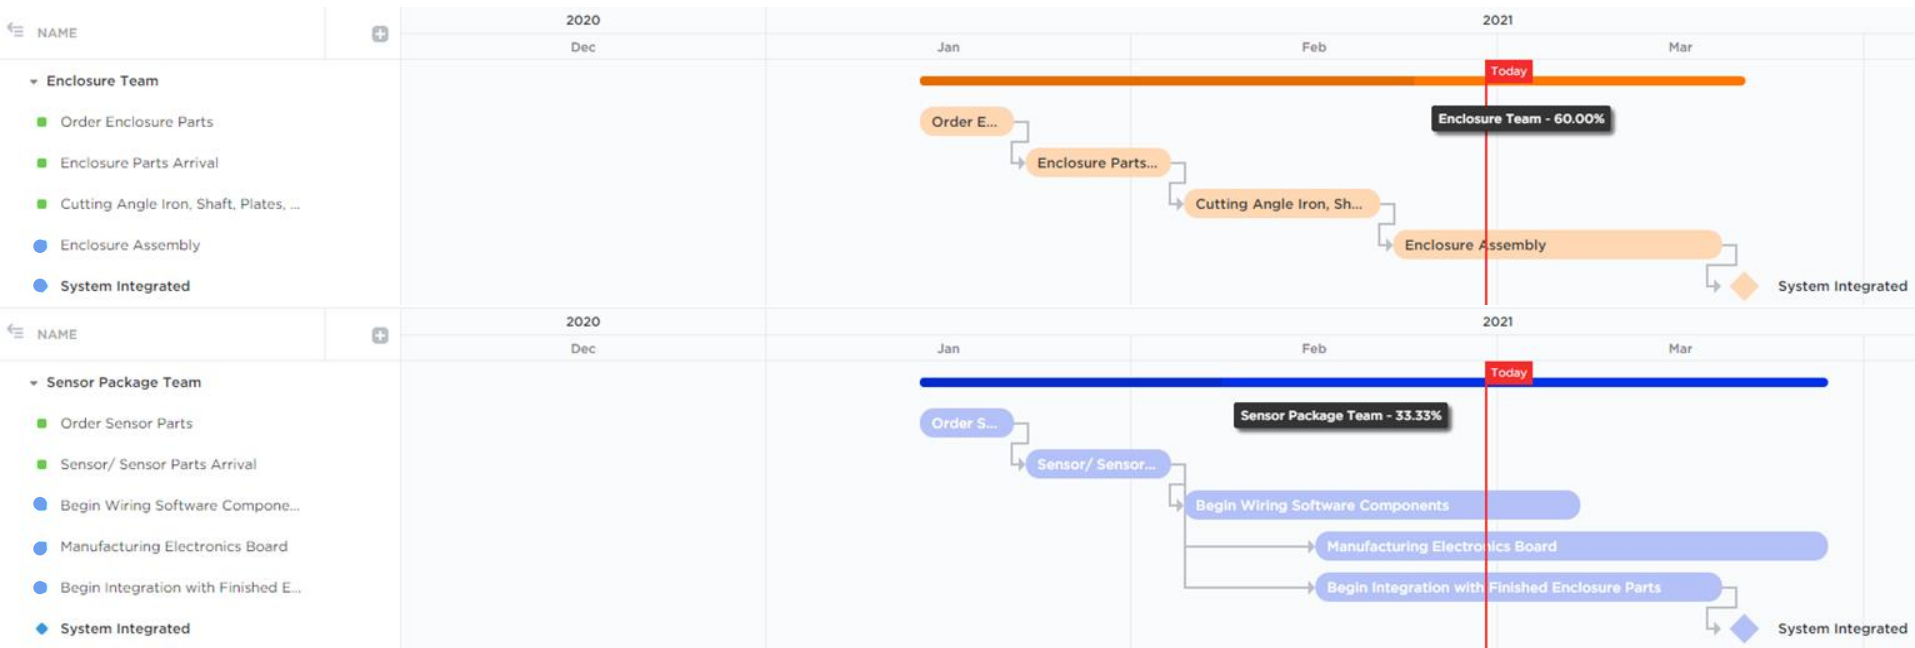 2020 2021
NAME Dec Jan Feb Mar
Today
Enclosure Team
Order Enclosure Parts Order E... Enclosure Team - 60.00%
Enclosure Parts Arrival Enclosure Parts...
Cutting Angle Iron, Shaft, Plates, ... Cutting Angle Iron, Sh...
Enclosure Assembly Enclosure Assembly
System Integrated System Integrated
2020 2021
NAME Dec Jan Feb Mar
Today
Sensor Package Team
Order Sensor Parts Order S... Sensor Package Team - 33.33%
Sensor/ Sensor Parts Arrival Sensor/ Sensor...
Begin Wiring Software Compone... Begin Wiring Software Components
Manufacturing Electronics Board Manufacturing Electronics Board
Begin Integration with Finished E... Begin Integration with Finished Enclosure Parts
System Integrated System Integrated